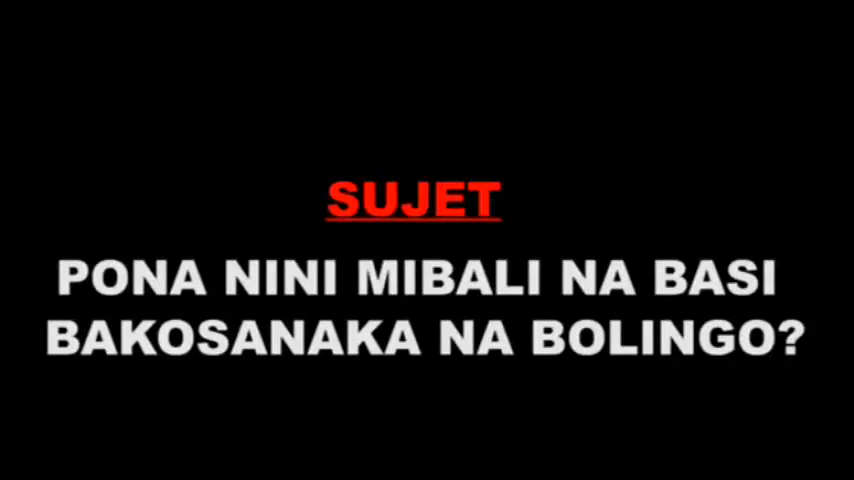 SUJET
PONA NINI MIBALI NA BASI
BAKOSANAKA NA BOLINGO?